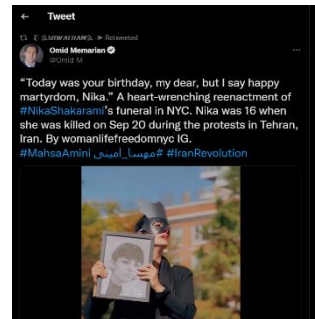 Tweet
Retweeted
Omid Memarian
@Omid_M
“Today was your birthday, my dear, but I say happy
martyrdom, Nika.” A heart-wrenching reenactment of
#NikaShakarami’s funeral in NYC. Nika was 16 when
she was killed on Sep 20 during the protests in Tehran,
Iran. By womanlifefreedomnyc IG.
#MahsaAmini #مهسا_امینی #IranRevolution